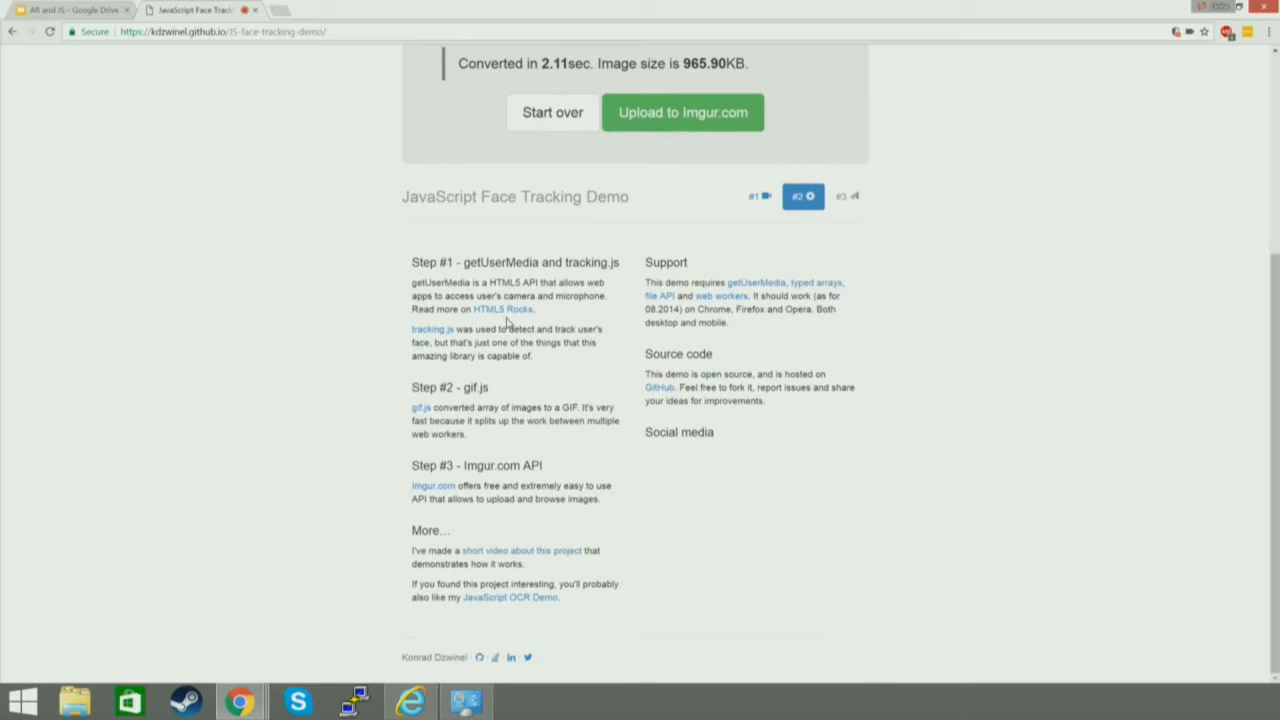 AR and JS - Google Drive
JavaScript Face Track
Secure
https://kdzwinel.github.io/JS-face-tracking-demo/
Converted in 2.11sec. Image size is 965.90KB.
Start over
Upload to Imgur.com
JavaScript Face Tracking Demo
#1
#2
#3
Step #1 - getUserMedia and tracking.js
getUserMedia is a HTML5 API that allows web
apps to access user's camera and microphone.
Read more on HTML5 Rocks.
tracking.js was used to detect and track user's
face, but that's just one of the things that this
amazing library is capable of.
Step #2 - gif.js
gif.js converted array of images to a GIF. It's very
fast because it splits up the work between multiple
web workers.
Step #3 - Imgur.com API
Imgur.com offers free and extremely easy to use
API that allows to upload and browse images.
More...
I've made a short video about this project that
demonstrates how it works.
If you found this project interesting, you'll probably
also like my JavaScript OCR Demo.
Support
This demo requires getUserMedia, typed arrays,
file API and web workers. It should work (as for
08.2014) on Chrome, Firefox and Opera. Both
desktop and mobile.
Source code
This demo is open source, and is hosted on
GitHub. Feel free to fork it, report issues and share
your ideas for improvements.
Social media
Konrad Dzwinel